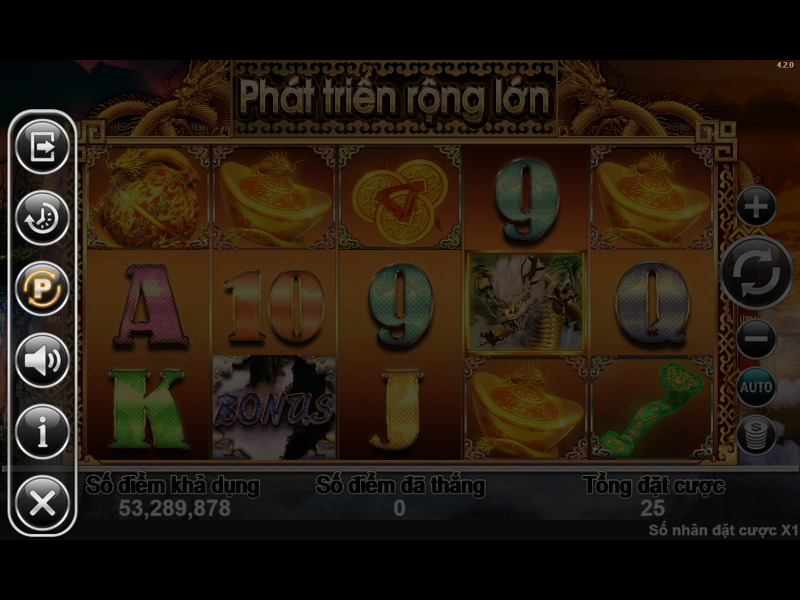 4.2.0
Phát triển rộng lớn
9
P
A
10
9
Q
K
BONUS
J
AUTO
Số điểm khả dụng
Số điểm đã thắng
Tổng đặt cược
53,289,878
0
25
Số nhân đặt cược X1